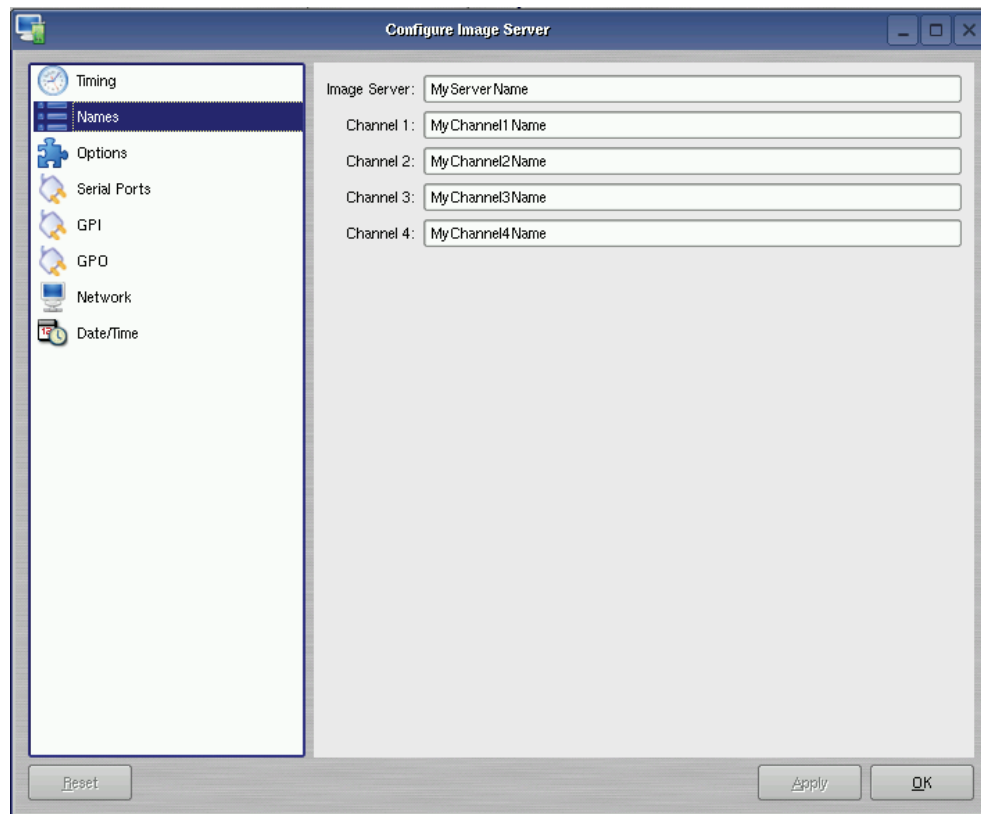 Configure Image Server
Timing
Names
Options
Serial Ports
GPI
GPO
Network
Date/Time
Image Server: MyServerName
Channel 1: MyChannel1Name
Channel 2: MyChannel2Name
Channel 3: MyChannel3Name
Channel 4: MyChannel4Name
Reset
Apply
OK